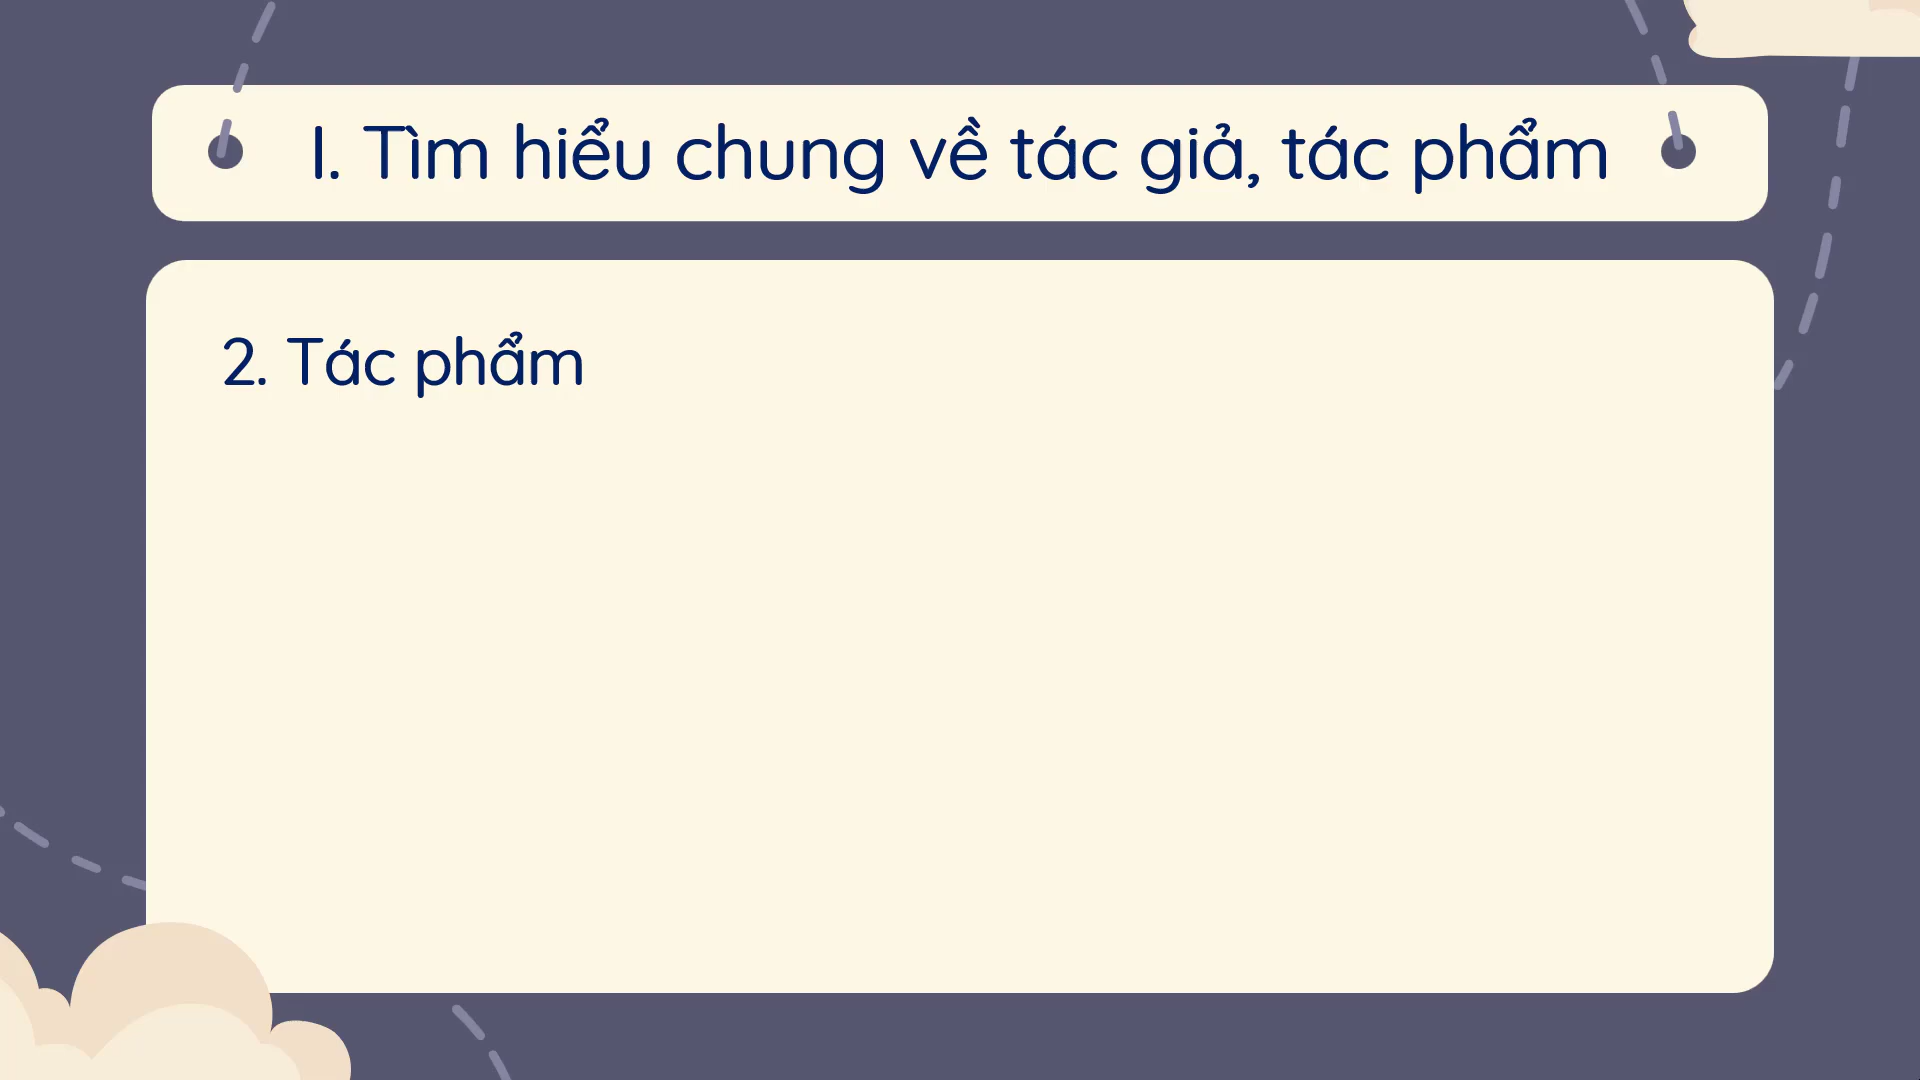 I. Tìm hiểu chung về tác giả, tác phẩm
2. Tác phẩm